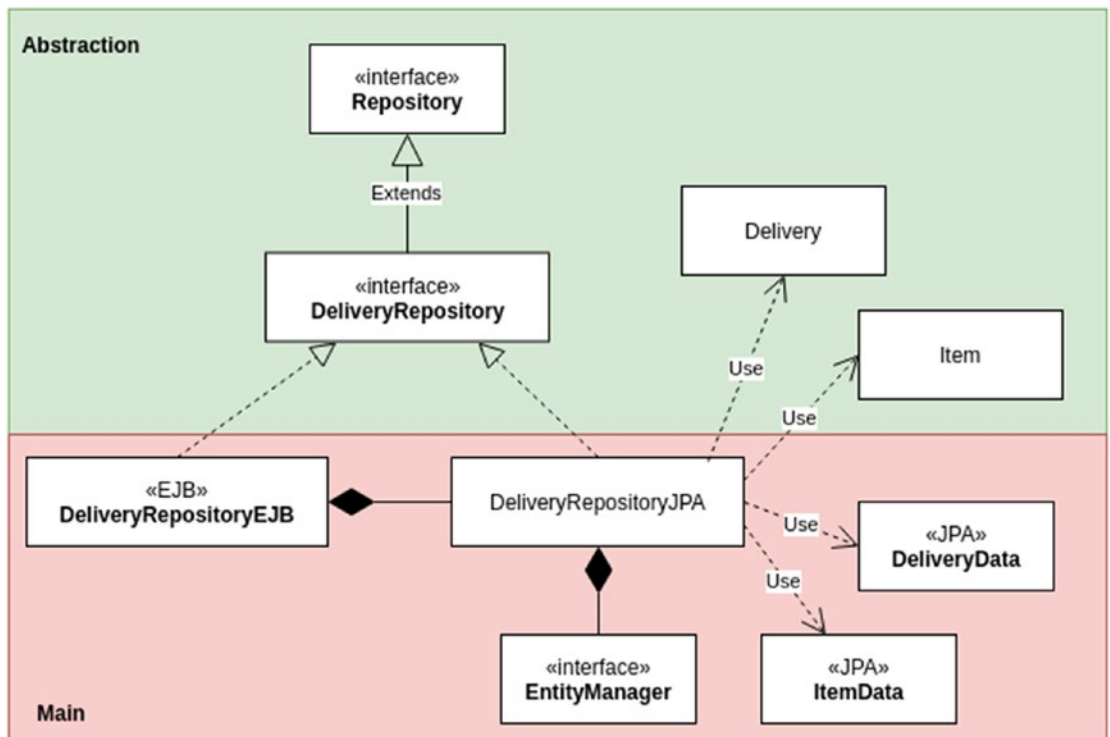 Abstraction
«interface»
Repository
Extends
Delivery
«interface»
DeliveryRepository
Item
Use
Use
«EJB»
DeliveryRepositoryEJB
DeliveryRepositoryJPA
Use
«JPA»
DeliveryData
Use
«interface»
EntityManager
«JPA»
ItemData
Main